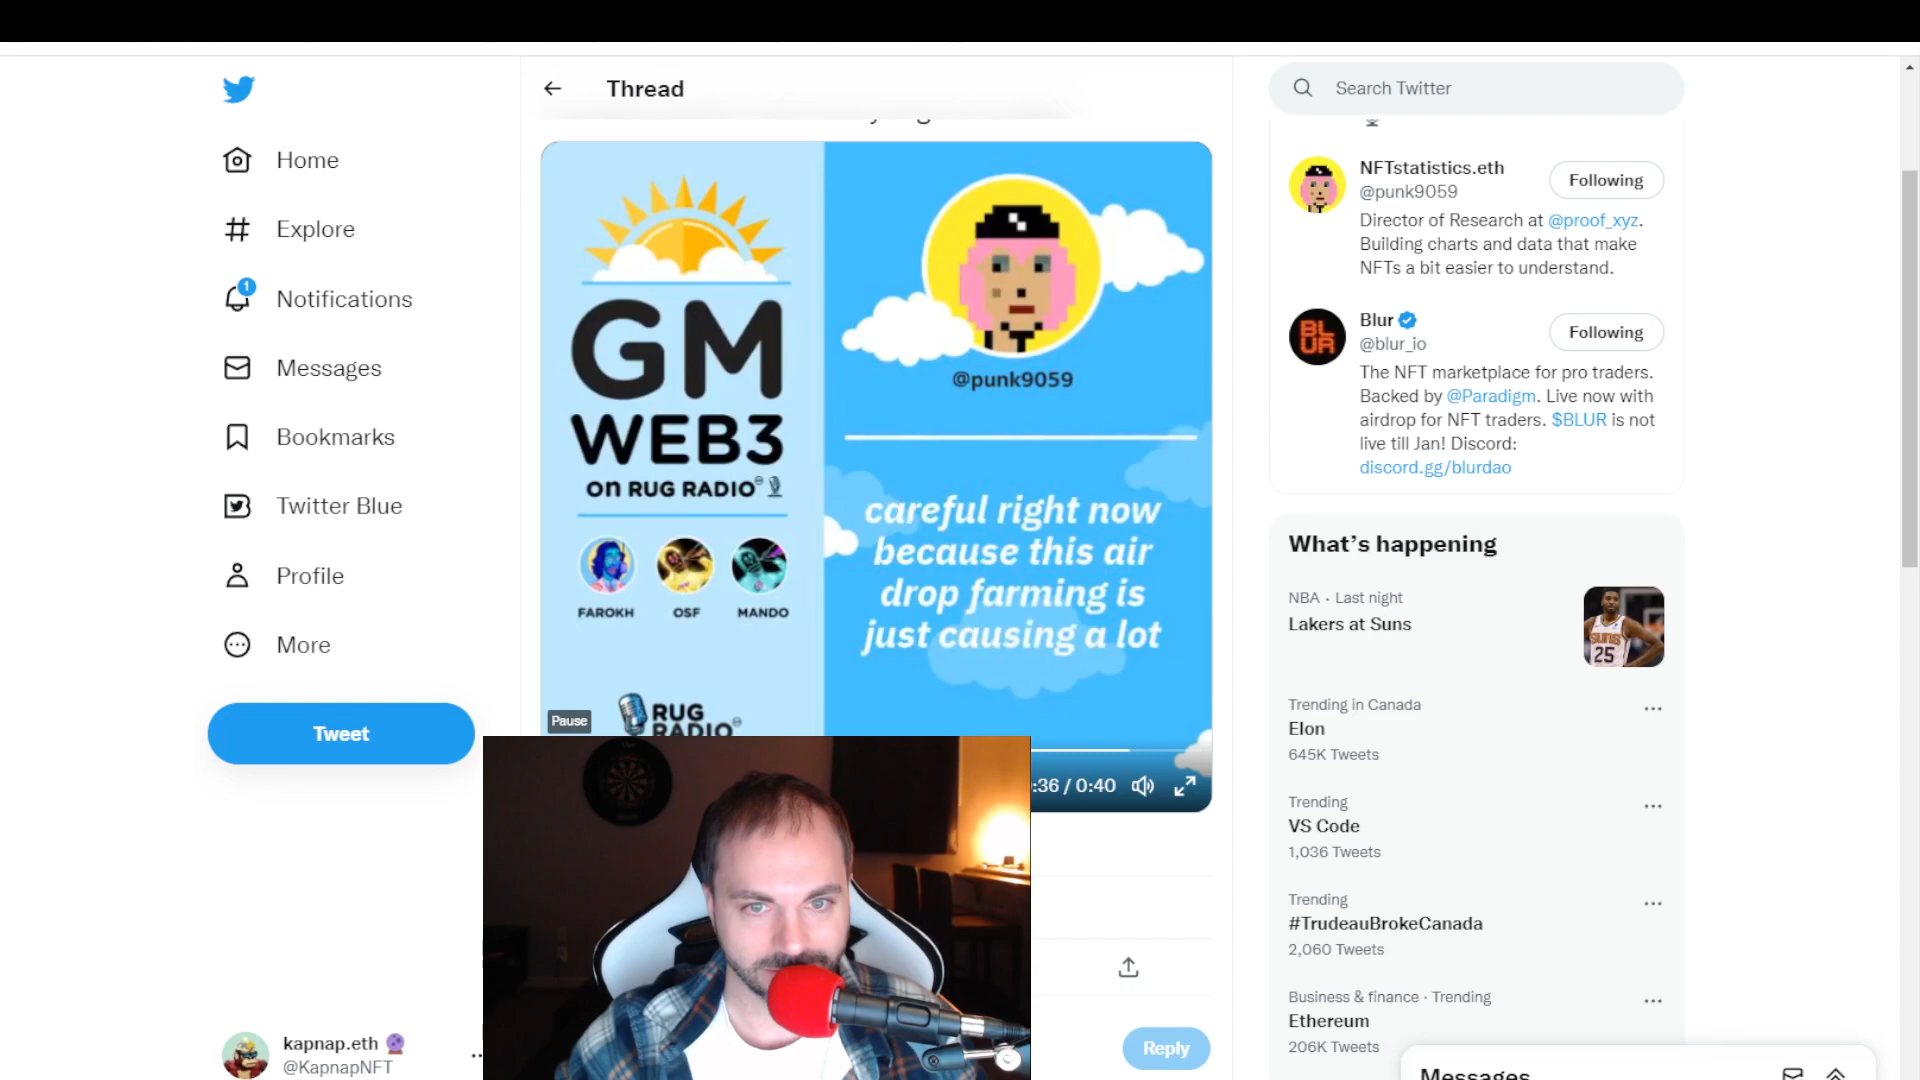 Home
Explore
1
Notifications
Messages
Bookmarks
Twitter Blue
Profile
More
Tweet
kapnap.eth
@KapnapNFT
Thread
GM
WEB3
on RUG RADIO
FAROKH OSF MANDO
RUG
RADIO
Pause
@punk9059
careful right now
because this air
drop farming is
just causing a lot
:36 / 0:40
Reply
Search Twitter
NFTstatistics.eth
@punk9059
Following
Director of Research at @proof_xyz.
Building charts and data that make
NFTs a bit easier to understand.
BL
UR
Blur
@blur_io
Following
The NFT marketplace for pro traders.
Backed by @Paradigm. Live now with
airdrop for NFT traders. $BLUR is not
live till Jan! Discord:
discord.gg/blurdao
What's happening
NBA · Last night
Lakers at Suns
SUNS
25
Trending in Canada
Elon
645K Tweets
Trending
VS Code
1,036 Tweets
Trending
#TrudeauBrokeCanada
2,060 Tweets
Business & finance · Trending
Ethereum
206K Tweets
Messages